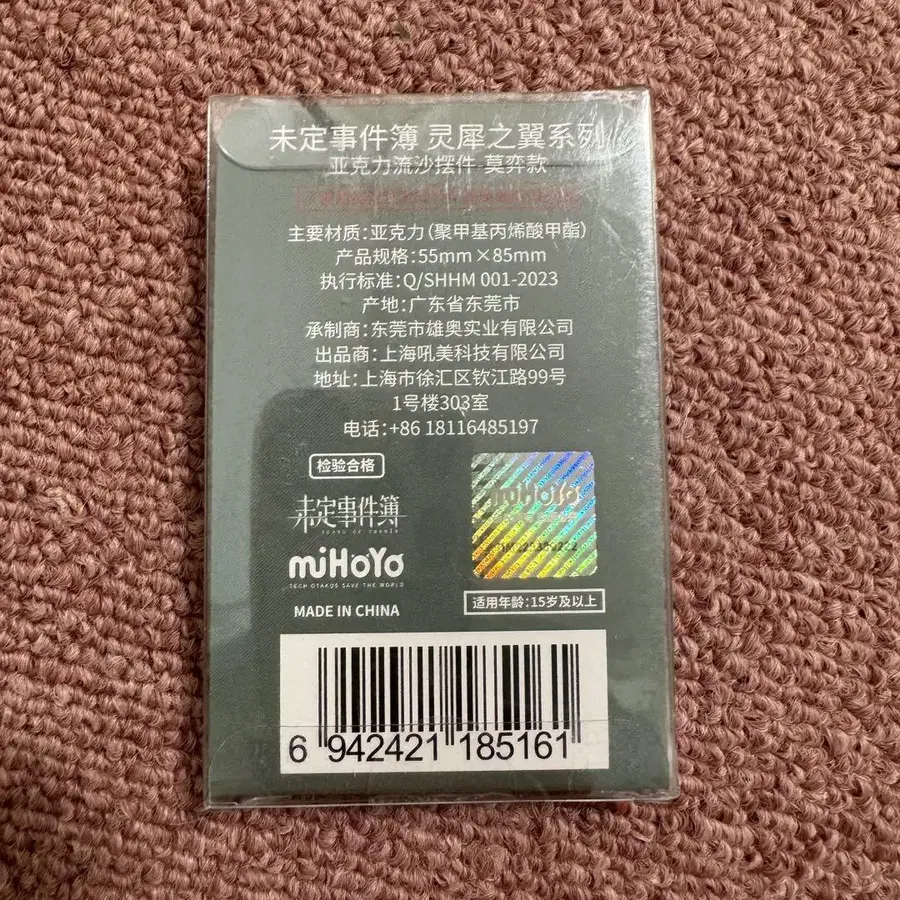 未定事件簿 灵犀之翼系列
亚克力流沙摆件 莫弈款
主要材质:亚克力(聚甲基丙烯酸甲酯)
产品规格:55mm×85mm
执行标准:Q/SHHM 001-2023
产地:广东省东莞市
承制商:东莞市雄奥实业有限公司
出品商:上海吼美科技有限公司
地址:上海市徐汇区钦江路99号
1号楼303室
电话:+86 18116485197
检验合格
未定事件簿
miHoYo
TECH OTAKUS SAVE THE WORLD
MADE IN CHINA
miHoYo
适用年龄:15岁及以上
6 942421 185161